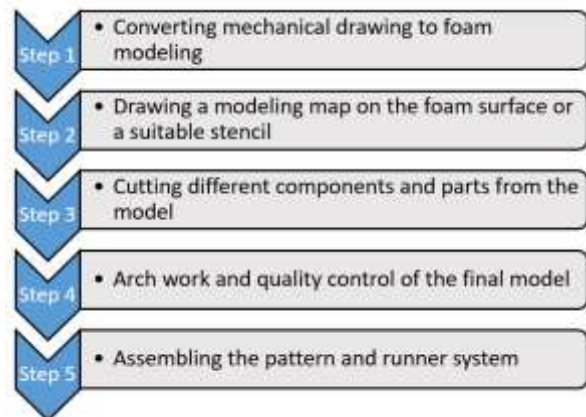 Step 1
• Converting mechanical drawing to foam
modeling
Step 2
• Drawing a modeling map on the foam surface or
a suitable stencil
Step 3
• Cutting different components and parts from the
model
Step 4
• Arch work and quality control of the final model
Step 5
• Assembling the pattern and runner system